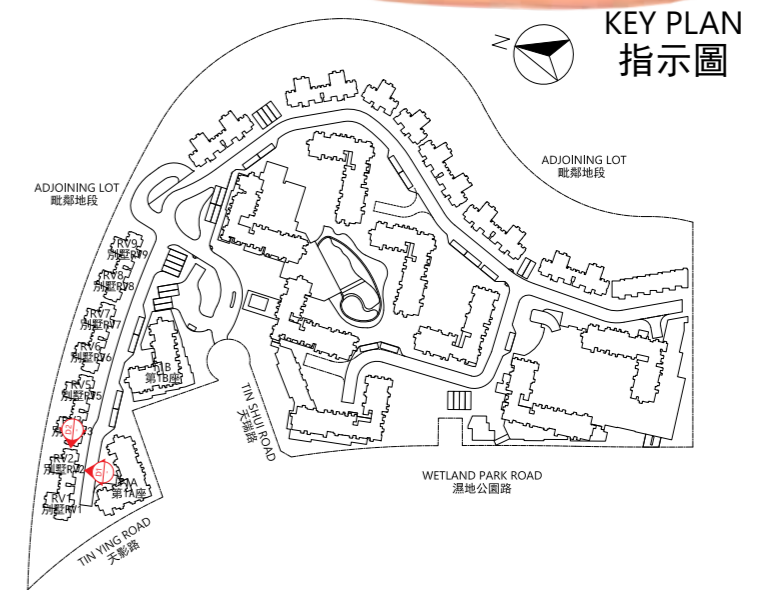 KEY PLAN
指示圖
N
ADJOINING LOT
毗鄰地段
ADJOINING LOT
毗鄰地段
RV9
別墅RV9
RV8
別墅RV8
RV7
別墅RV7
RV6
別墅RV6
RV5
別墅RV5
RV2
別墅RV2
RV1
別墅RV1
第1B座
第1A座
D2
D1
TIN SHUI ROAD
天瑞路
WETLAND PARK ROAD
濕地公園路
TIN YING ROAD
天影路